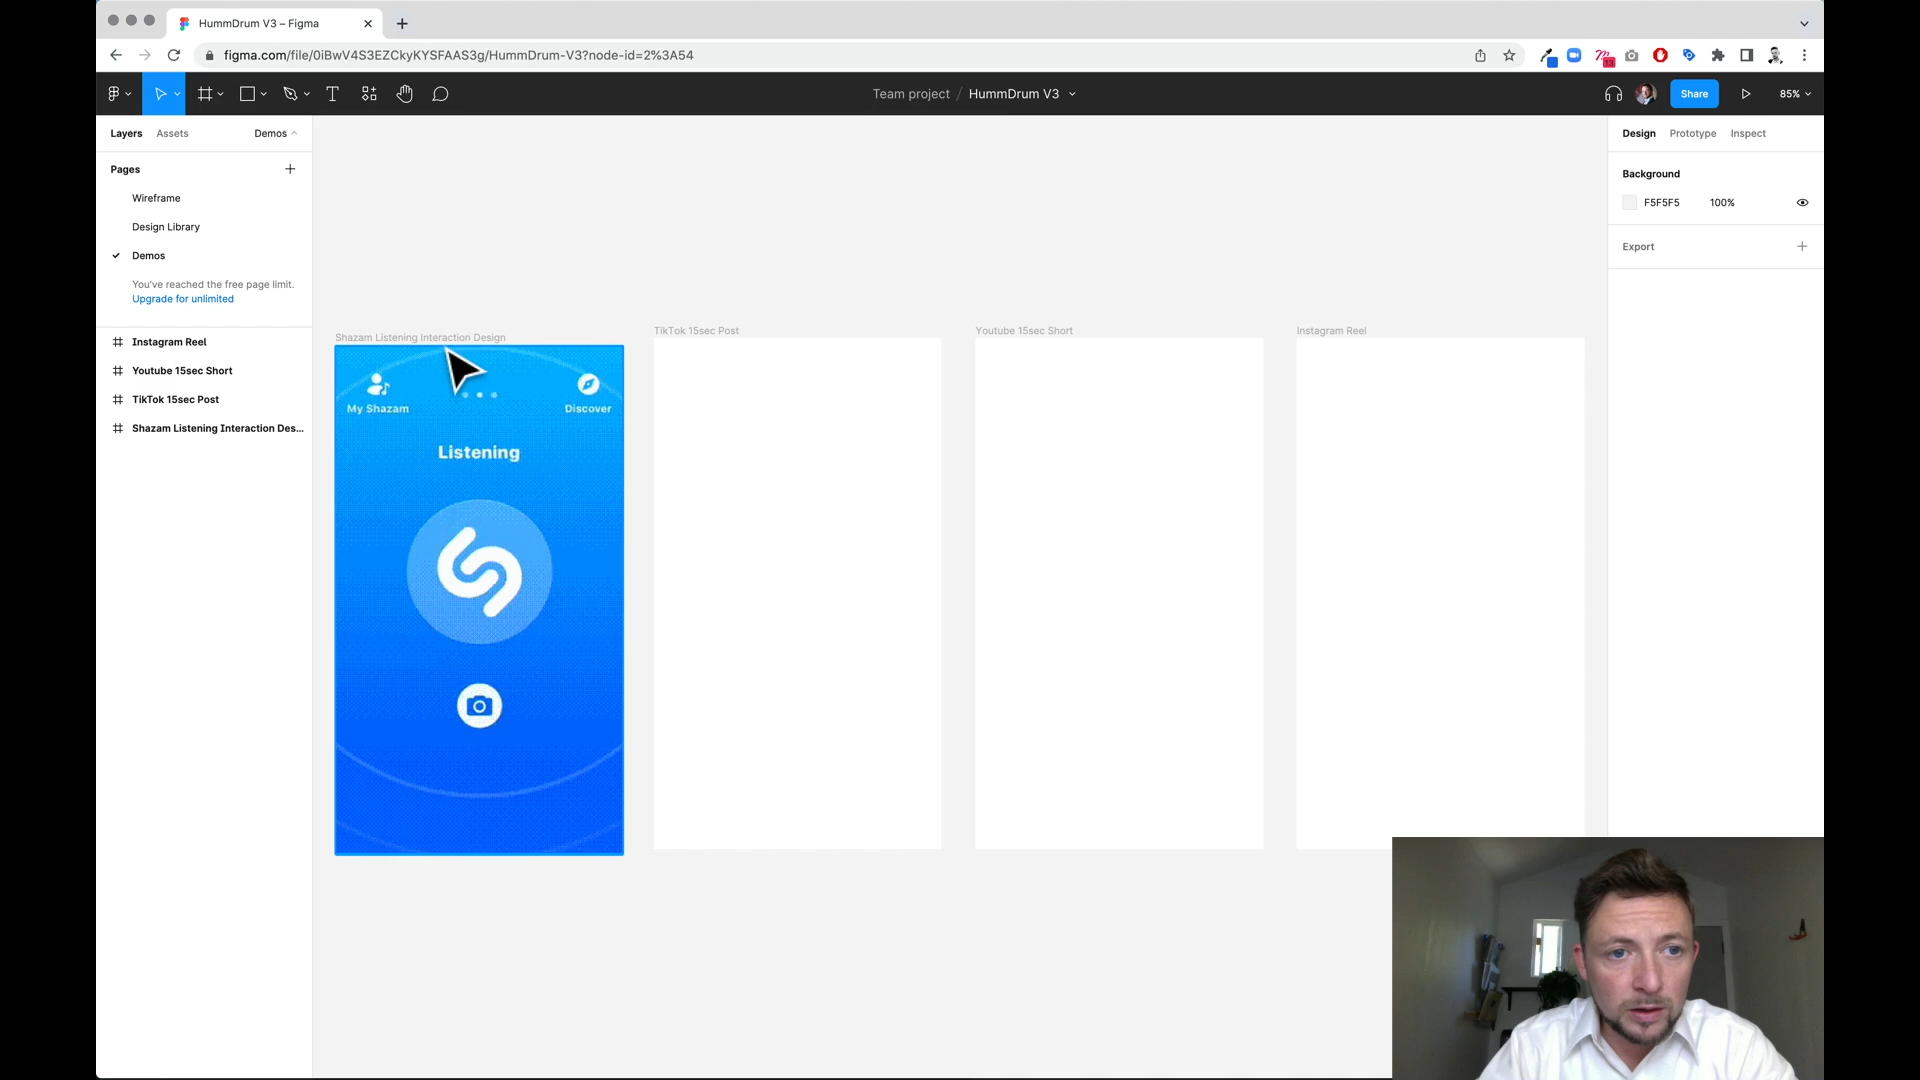 HummDrum V3 – Figma
figma.com/file/0iBwV4S3EZCkyKYSFAAS3g/HummDrum-V3?node-id=2%3A54
13
Team project / HummDrum V3
Share
85%
Layers
Assets
Demos
Pages
Wireframe
Design Library
Demos
You've reached the free page limit.
Upgrade for unlimited
Instagram Reel
Youtube 15sec Short
TikTok 15sec Post
Shazam Listening Interaction Des...
Shazam Listening Interaction Design
My Shazam
Discover
Listening
TikTok 15sec Post
Youtube 15sec Short
Instagram Reel
Design
Prototype
Inspect
Background
F5F5F5
100%
Export